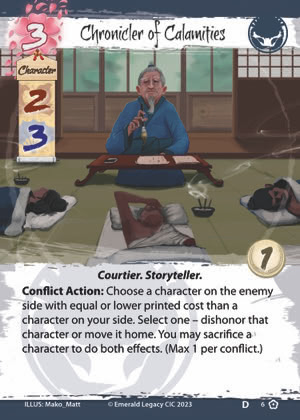 3
Chronicler of Calamities
Character
2
3
1
Courtier. Storyteller.
Conflict Action: Choose a character on the enemy
side with equal or lower printed cost than a
character on your side. Select one – dishonor that
character or move it home. You may sacrifice a
character to do both effects. (Max 1 per conflict.)
ILLUS: Mako_Matt
© Emerald Legacy CIC 2023
D
6